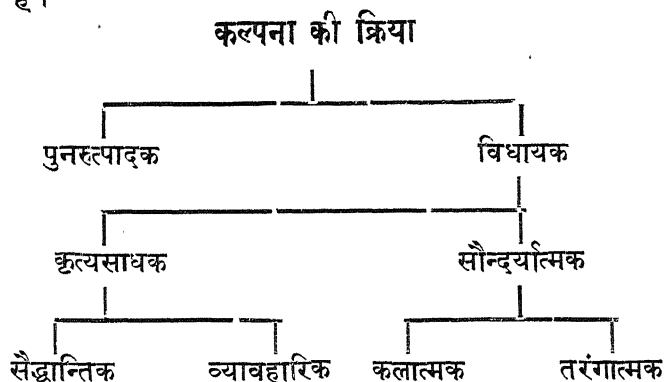 है।
कल्पना की क्रिया
पुनरुत्पादक विधायक
कृत्यसाधक सौन्दर्यात्मक
सैद्धान्तिक व्यावहारिक कलात्मक तरंगात्मक